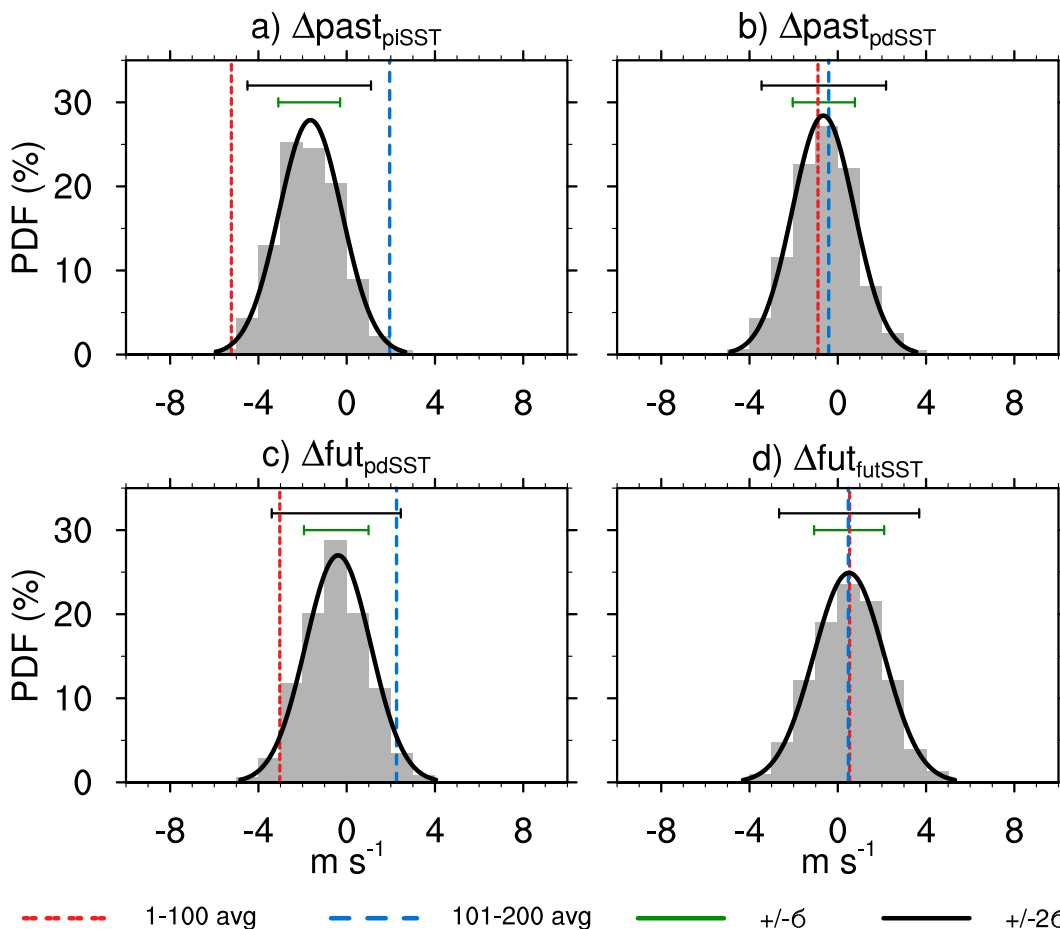 a) Δpast_piSST
b) Δpast_pdSST
PDF (%)
30
20
10
0
-8 -4 0 4 8
-8 -4 0 4 8
c) Δfut_pdSST
d) Δfut_futSST
PDF (%)
30
20
10
0
-8 -4 0 4 8
-8 -4 0 4 8
m s⁻¹
m s⁻¹
1-100 avg
101-200 avg
+/-б
+/-2б